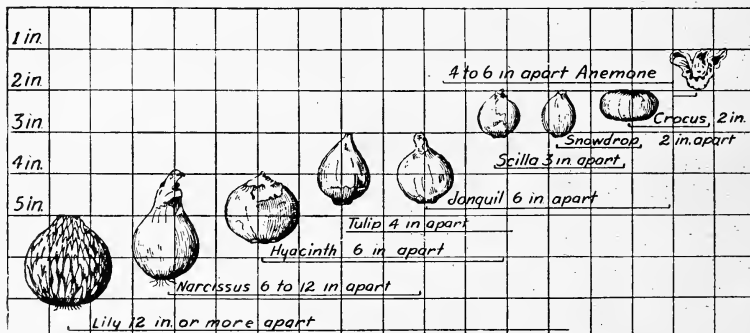 1 in.
2 in.
3 in.
4 in.
5 in.
4 to 6 in apart Anemone
Crocus, 2 in.
Snowdrop, 2 in. apart
Scilla 3 in apart
Jonquil 6 in apart
Tulip 4 in apart
Hyacinth 6 in apart
Narcissus 6 to 12 in apart
Lily 12 in. or more apart